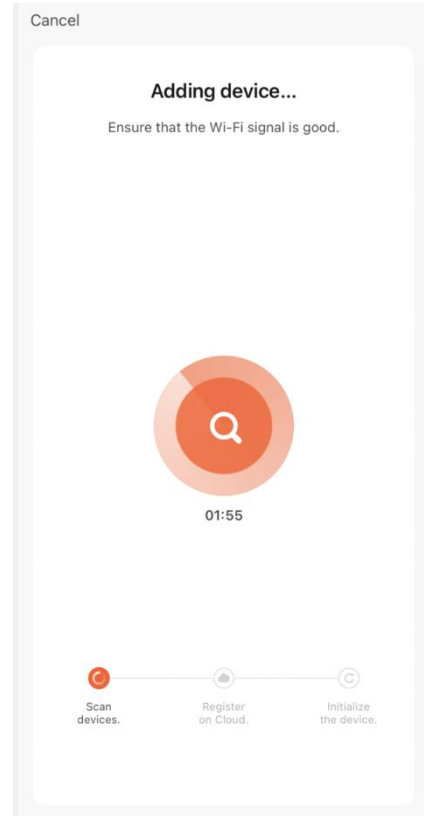 Cancel
Adding device...
Ensure that the Wi-Fi signal is good.
01:55
Scan
devices.
Register
on Cloud.
Initialize
the device.